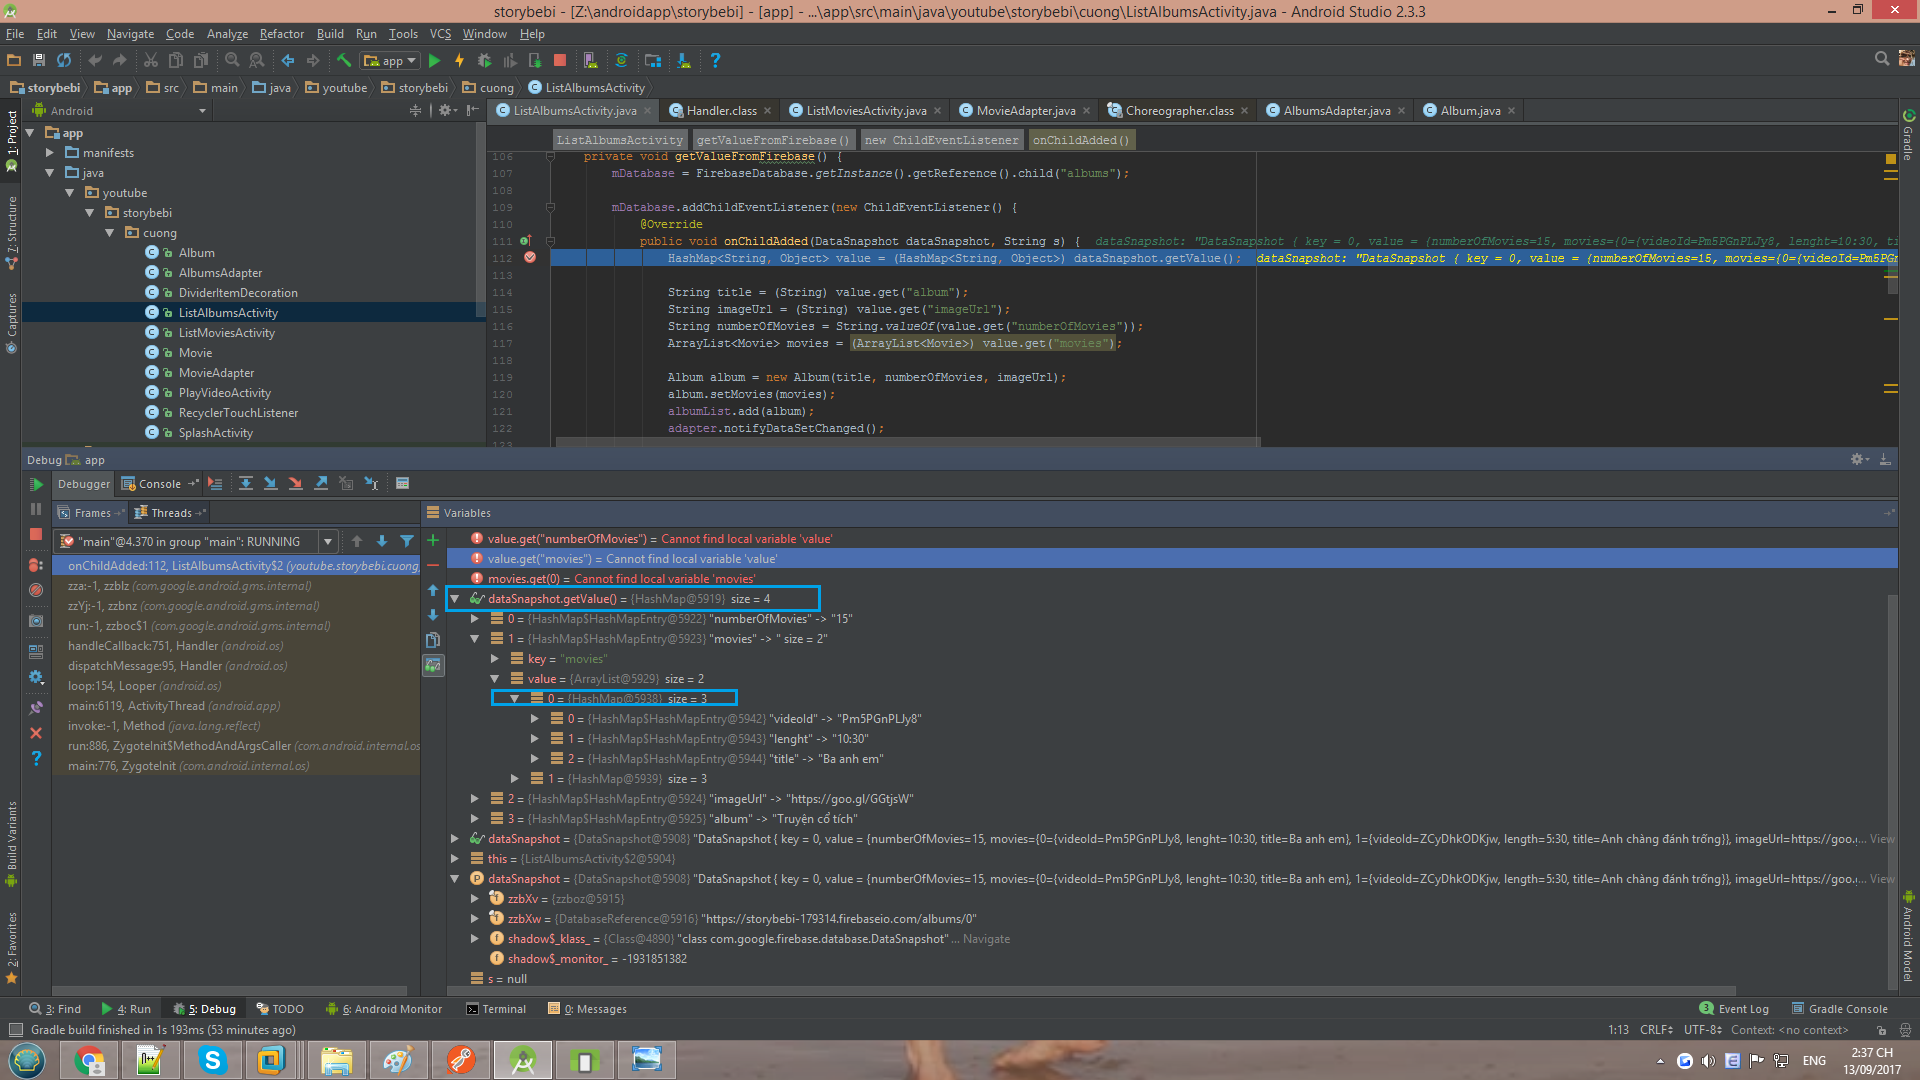 storybebi - [Z:\androidapp\storybebi] - [app] - ...\app\src\main\java\youtube\storybebi\cuong\ListAlbumsActivity.java - Android Studio 2.3.3
File Edit View Navigate Code Analyze Refactor Build Run Tools VCS Window Help
app
storybebi app src main java youtube storybebi cuong ListAlbumsActivity
Android
ListAlbumsActivity.java Handler.class ListMoviesActivity.java MovieAdapter.java Choreographer.class AlbumsAdapter.java Album.java
1: Project
7: Structure
Captures
Build Variants
2: Favorites
app
manifests
java
youtube
storybebi
cuong
Album
AlbumsAdapter
DividerItemDecoration
ListAlbumsActivity
ListMoviesActivity
Movie
MovieAdapter
PlayVideoActivity
RecyclerTouchListener
SplashActivity
ListAlbumsActivity getValueFromFirebase() new ChildEventListener onChildAdded()
106 private void getValueFromFirebase() {
107 mDatabase = FirebaseDatabase.getInstance().getReference().child("albums");
108
109 mDatabase.addChildEventListener(new ChildEventListener() {
110 @Override
111 public void onChildAdded(DataSnapshot dataSnapshot, String s) { dataSnapshot: "DataSnapshot { key = 0, value = {numberOfMovies=15, movies={0={videoId=Pm5PGnPLJy8, lenght=10:30, ti
112 HashMap<String, Object> value = (HashMap<String, Object>) dataSnapshot.getValue(); dataSnapshot: "DataSnapshot { key = 0, value = {numberOfMovies=15, movies={0={videoId=Pm5PGn
113
114 String title = (String) value.get("album");
115 String imageUrl = (String) value.get("imageUrl");
116 String numberOfMovies = String.valueOf(value.get("numberOfMovies"));
117 ArrayList<Movie> movies = (ArrayList<Movie>) value.get("movies");
118
119 Album album = new Album(title, numberOfMovies, imageUrl);
120 album.setMovies(movies);
121 albumList.add(album);
122 adapter.notifyDataSetChanged();
123
Gradle
Android Model
Debug app
Debugger Console
Frames Threads
"main"@4.370 in group "main": RUNNING
onChildAdded:112, ListAlbumsActivity$2 (youtube.storybebi.cuong,
zza:-1, zzblz (com.google.android.gms.internal)
zzYj:-1, zzbnz (com.google.android.gms.internal)
run:-1, zzboc$1 (com.google.android.gms.internal)
handleCallback:751, Handler (android.os)
dispatchMessage:95, Handler (android.os)
loop:154, Looper (android.os)
main:6119, ActivityThread (android.app)
invoke:-1, Method (java.lang.reflect)
run:886, ZygoteInit$MethodAndArgsCaller (com.android.internal.os
main:776, ZygoteInit (com.android.internal.os)
Variables
value.get("numberOfMovies") = Cannot find local variable 'value'
value.get("movies") = Cannot find local variable 'value'
movies.get(0) = Cannot find local variable 'movies'
dataSnapshot.getValue() = {HashMap@5919} size = 4
0 = {HashMap$HashMapEntry@5922} "numberOfMovies" -> "15"
1 = {HashMap$HashMapEntry@5923} "movies" -> " size = 2"
key = "movies"
value = {ArrayList@5929} size = 2
0 = {HashMap@5938} size = 3
0 = {HashMap$HashMapEntry@5942} "videoId" -> "Pm5PGnPLJy8"
1 = {HashMap$HashMapEntry@5943} "lenght" -> "10:30"
2 = {HashMap$HashMapEntry@5944} "title" -> "Ba anh em"
1 = {HashMap@5939} size = 3
2 = {HashMap$HashMapEntry@5924} "imageUrl" -> "https://goo.gl/GGtjsW"
3 = {HashMap$HashMapEntry@5925} "album" -> "Truyện cổ tích"
dataSnapshot = {DataSnapshot@5908} "DataSnapshot { key = 0, value = {numberOfMovies=15, movies={0={videoId=Pm5PGnPLJy8, lenght=10:30, title=Ba anh em}, 1={videoId=ZCyDhkODKjw, length=5:30, title=Anh chàng đánh trống}}, imageUrl=https://goo.g... View
this = {ListAlbumsActivity$2@5904}
dataSnapshot = {DataSnapshot@5908} "DataSnapshot { key = 0, value = {numberOfMovies=15, movies={0={videoId=Pm5PGnPLJy8, lenght=10:30, title=Ba anh em}, 1={videoId=ZCyDhkODKjw, length=5:30, title=Anh chàng đánh trống}}, imageUrl=https://goo.g... View
zzbXv = {zzboz@5915}
zzbXw = {DatabaseReference@5916} "https://storybebi-179314.firebaseio.com/albums/0"
shadow$_klass_ = {Class@4890} "class com.google.firebase.database.DataSnapshot" ... Navigate
shadow$_monitor_ = -1931851382
s = null
3: Find 4: Run 5: Debug TODO 6: Android Monitor Terminal 0: Messages 3 Event Log Gradle Console
Gradle build finished in 1s 193ms (53 minutes ago) 1:13 CRLF UTF-8 Context: <no context>
ENG
2:37 CH
13/09/2017